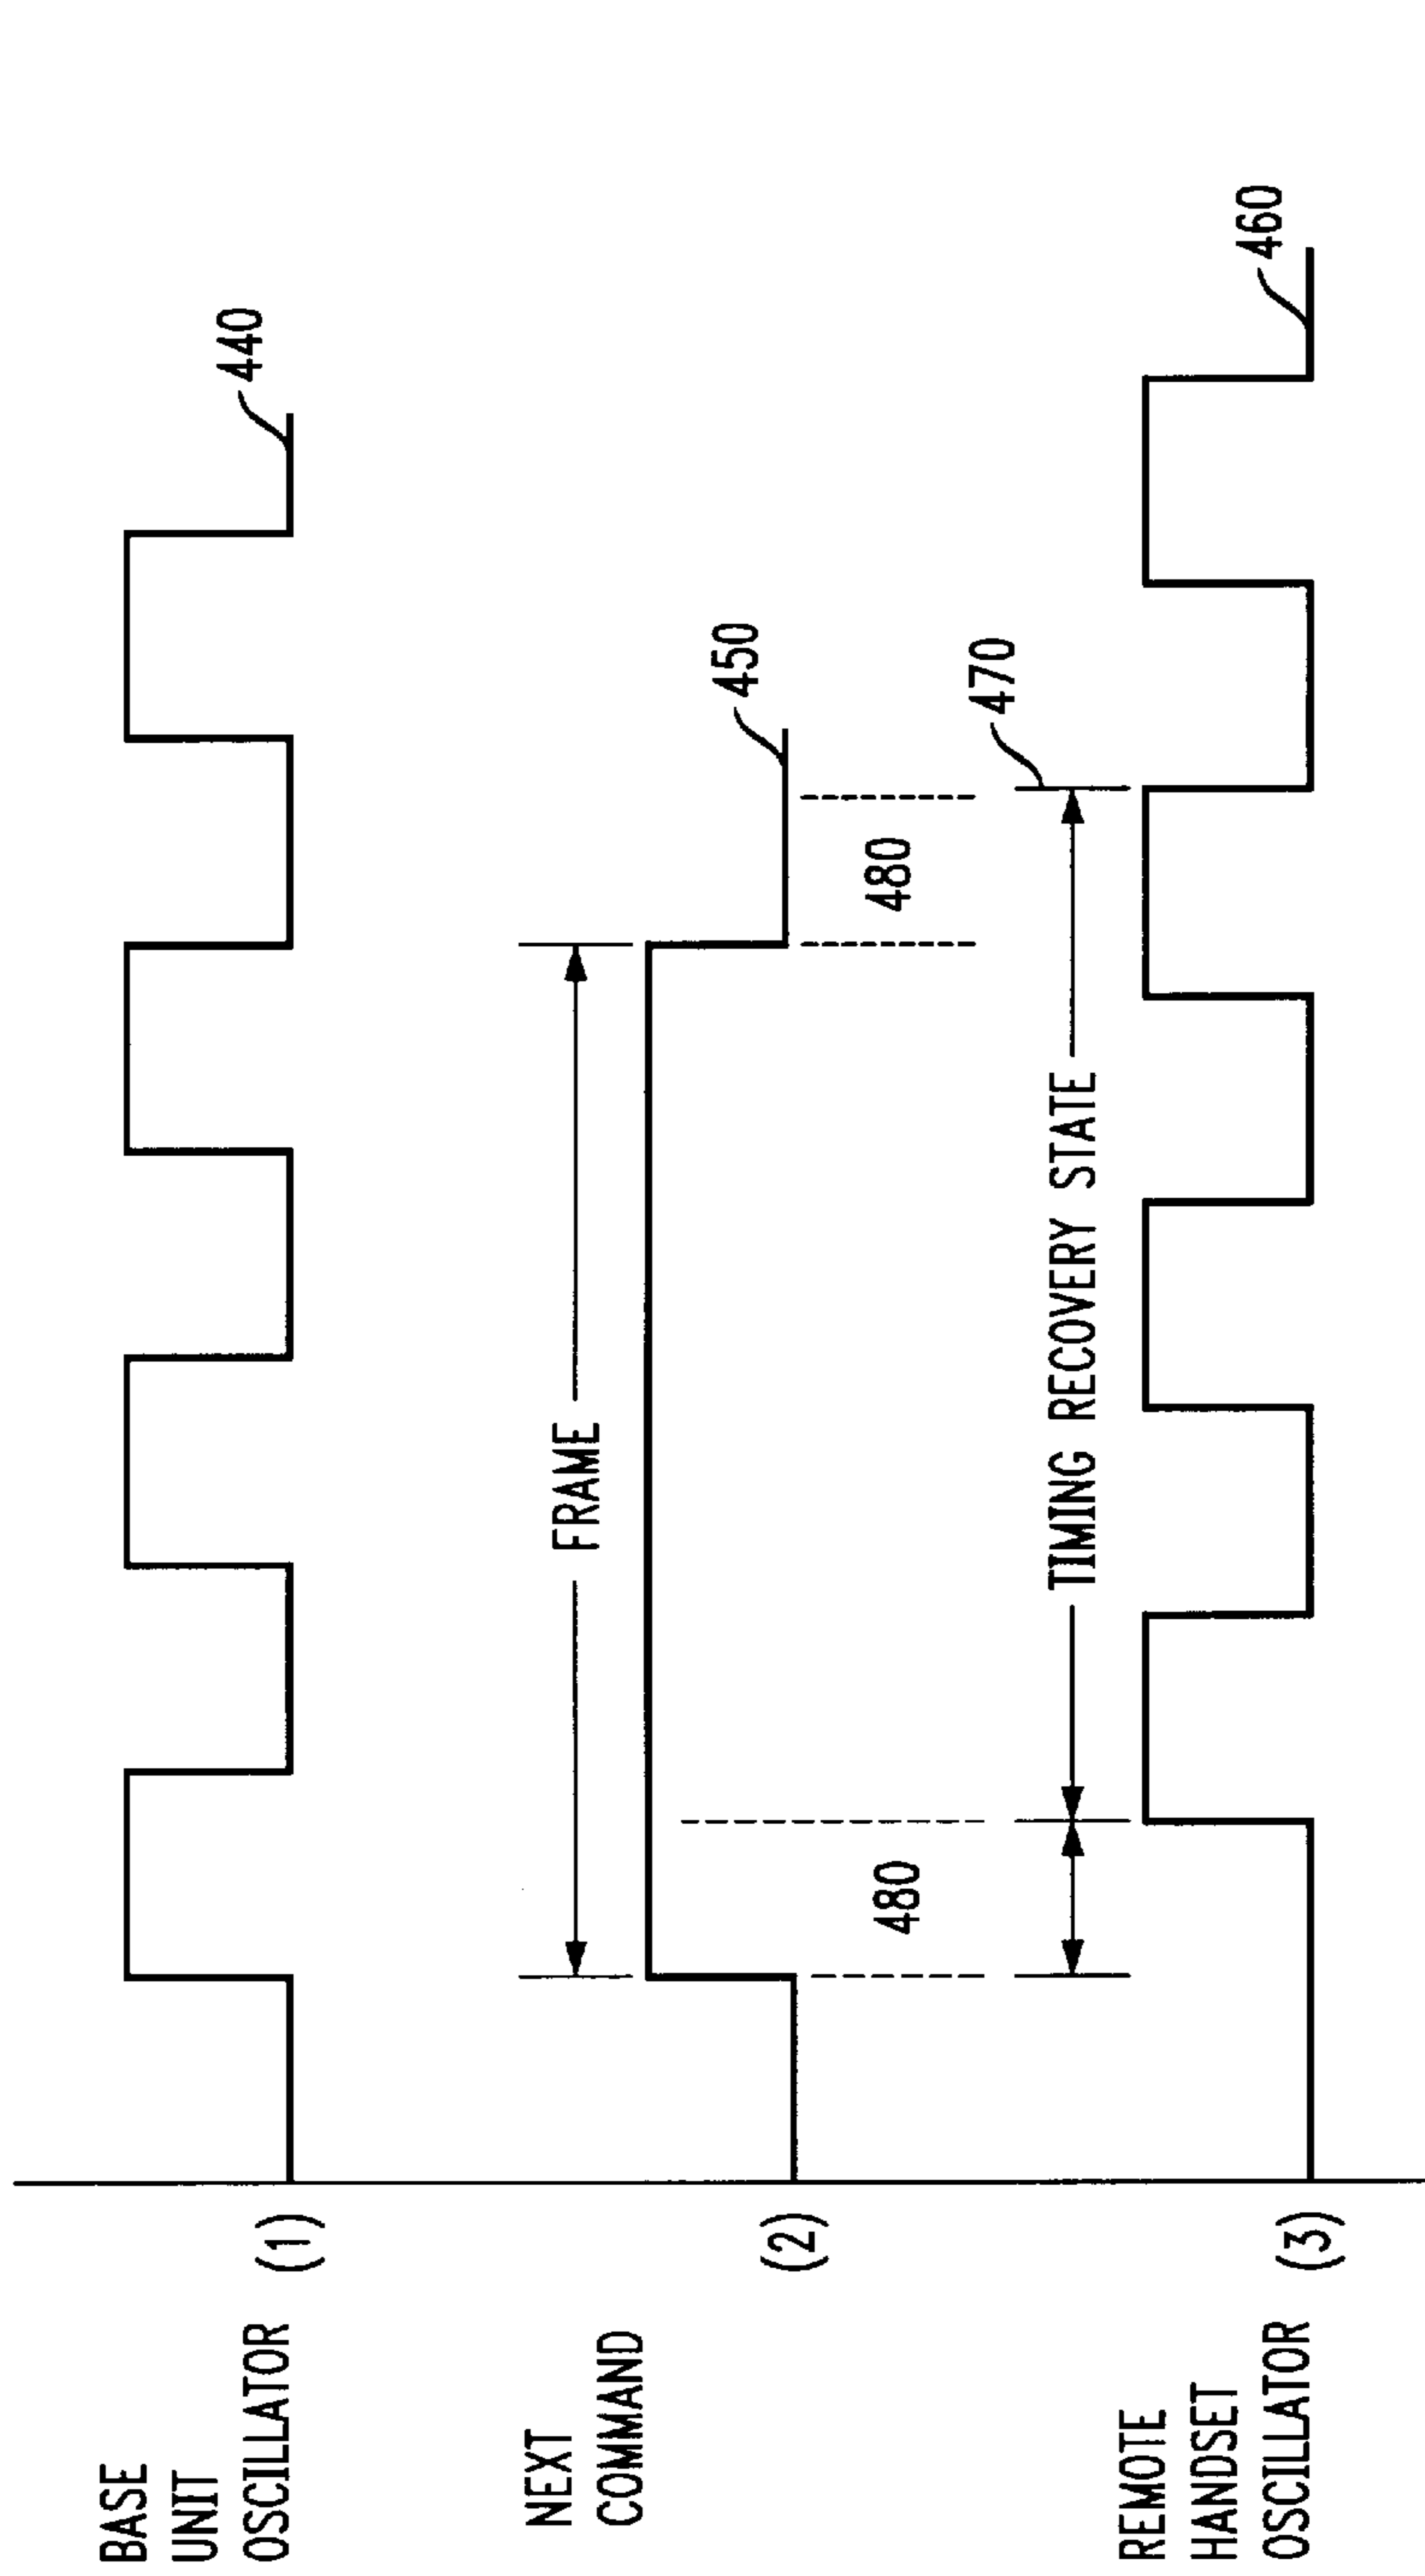 BASE
UNIT
OSCILLATOR (1)
440
NEXT
COMMAND
(2)
FRAME
450
480
480
TIMING RECOVERY STATE
470
REMOTE
HANDSET
OSCILLATOR (3)
460